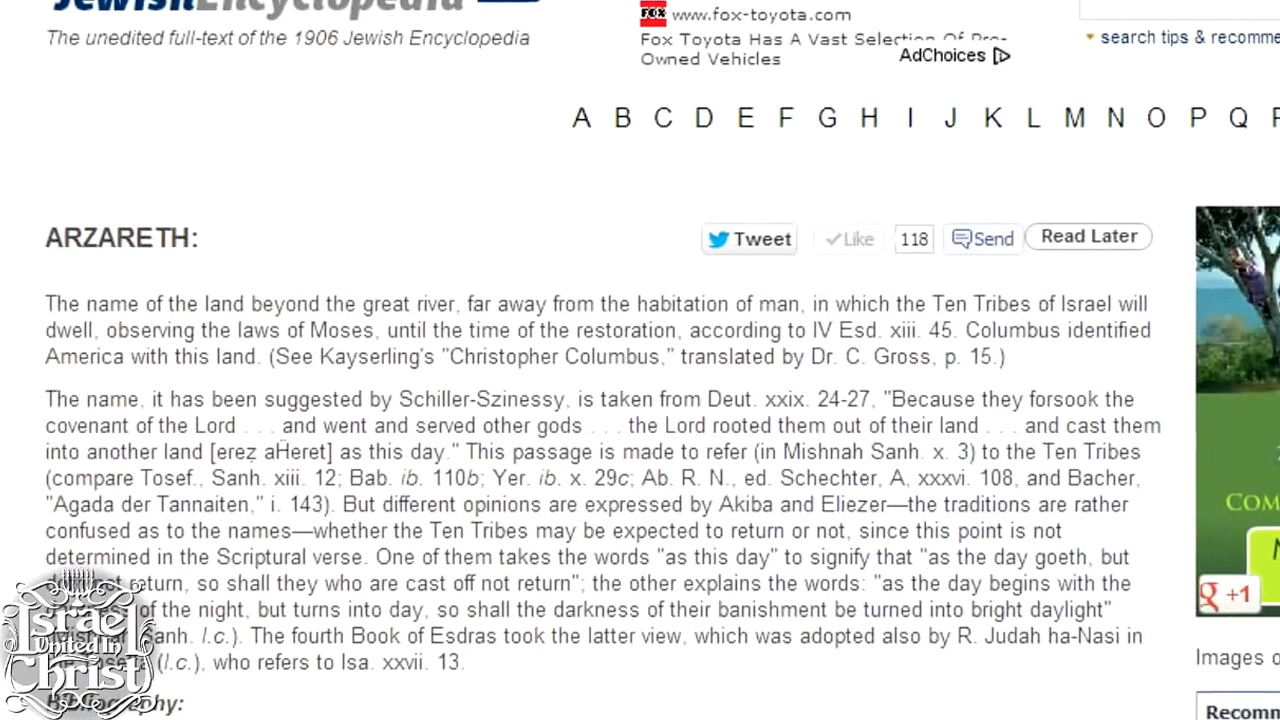 JewishEncyclopedia
www.fox-toyota.com
The unedited full-text of the 1906 Jewish Encyclopedia
Fox Toyota Has A Vast Selection Of Pre-
Owned Vehicles
AdChoices
search tips & recomme
A B C D E F G H I J K L M N O P Q
ARZARETH:
Tweet Like 118 Send Read Later
The name of the land beyond the great river, far away from the habitation of man, in which the Ten Tribes of Israel will
dwell, observing the laws of Moses, until the time of the restoration, according to IV Esd. xiii. 45. Columbus identified
America with this land. (See Kayserling's "Christopher Columbus," translated by Dr. C. Gross, p. 15.)
The name, it has been suggested by Schiller-Szinessy, is taken from Deut. xxix. 24-27, "Because they forsook the
covenant of the Lord . . . and went and served other gods . . . the Lord rooted them out of their land . . . and cast them
into another land [ereẓ aḤeret] as this day." This passage is made to refer (in Mishnah Sanh. x. 3) to the Ten Tribes
(compare Tosef., Sanh. xiii. 12; Bab. ib. 110b; Yer. ib. x. 29c; Ab. R. N., ed. Schechter, A, xxxvi. 108, and Bacher,
"Agada der Tannaiten," i. 143). But different opinions are expressed by Akiba and Eliezer—the traditions are rather
confused as to the names—whether the Ten Tribes may be expected to return or not, since this point is not
determined in the Scriptural verse. One of them takes the words "as this day" to signify that "as the day goeth, but
return, so shall they who are cast off not return"; the other explains the words: "as the day begins with the
of the night, but turns into day, so shall the darkness of their banishment be turned into bright daylight"
Sanh. l.c.). The fourth Book of Esdras took the latter view, which was adopted also by R. Judah ha-Nasi in
(l.c.), who refers to Isa. xxvii. 13.
Bibliography:
Israel
United in
Christ
COM
+1
Images o
Recomm